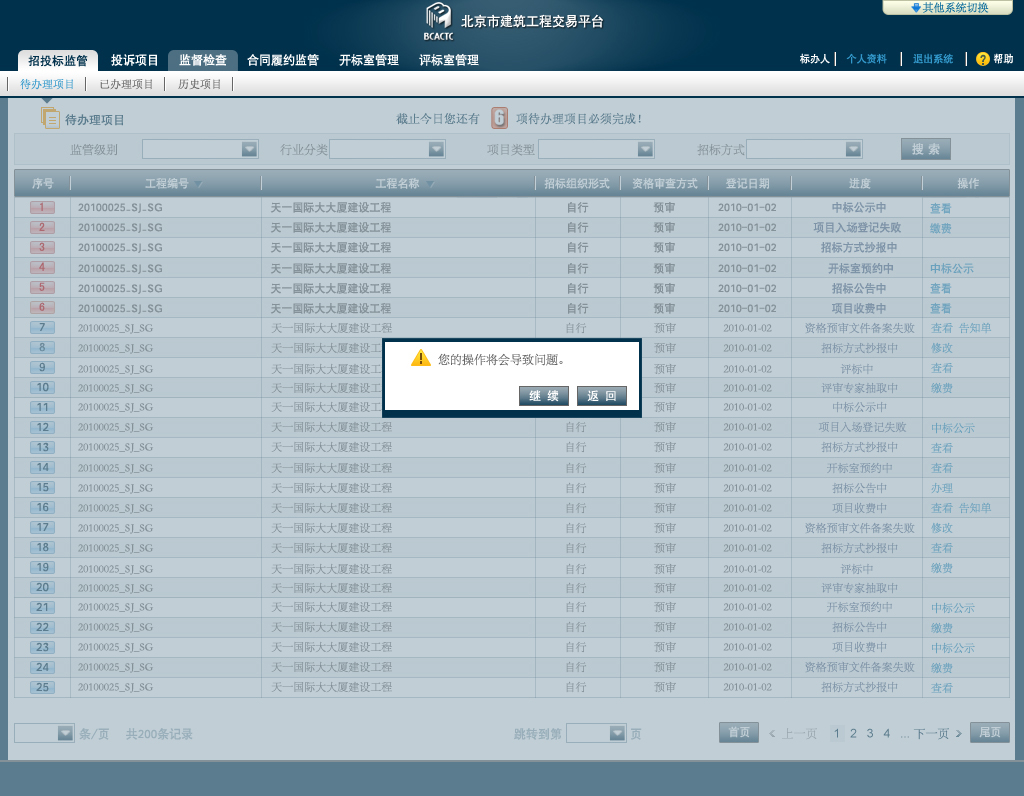 其他系统切换
BCACTC 北京市建筑工程交易平台
招投标监管 投诉项目 监督检查 合同履约监管 开标室管理 评标室管理 标办人 个人资料 退出系统 帮助
待办理项目 已办理项目 历史项目
待办理项目 截止今日您还有 6 项待办理项目必须完成!
监管级别 行业分类 项目类型 招标方式 搜 索
序号 工程编号 工程名称 招标组织形式 资格审查方式 登记日期 进度 操作
1 20100025_SJ_SG 天一国际大大厦建设工程 自行 预审 2010-01-02 中标公示中 查看
2 20100025_SJ_SG 天一国际大大厦建设工程 自行 预审 2010-01-02 项目入场登记失败 缴费
3 20100025_SJ_SG 天一国际大大厦建设工程 自行 预审 2010-01-02 招标方式抄报中
4 20100025_SJ_SG 天一国际大大厦建设工程 自行 预审 2010-01-02 开标室预约中 中标公示
5 20100025_SJ_SG 天一国际大大厦建设工程 自行 预审 2010-01-02 招标公告中 查看
6 20100025_SJ_SG 天一国际大大厦建设工程 自行 预审 2010-01-02 项目收费中 查看
7 20100025_SJ_SG 天一国际大大厦建设工程 自行 预审 2010-01-02 资格预审文件备案失败 查看 告知单
8 20100025_SJ_SG 天一国际大大厦建设工程 预审 2010-01-02 招标方式抄报中 修改
9 20100025_SJ_SG 天一国际大大厦建设工程 预审 2010-01-02 评标中 查看
10 20100025_SJ_SG 天一国际大大厦建设工程 预审 2010-01-02 评审专家抽取中 缴费
11 20100025_SJ_SG 天一国际大大厦建设工程 预审 2010-01-02 中标公示中
您的操作将会导致问题。
继 续 返 回
12 20100025_SJ_SG 天一国际大大厦建设工程 自行 预审 2010-01-02 项目入场登记失败 中标公示
13 20100025_SJ_SG 天一国际大大厦建设工程 自行 预审 2010-01-02 招标方式抄报中 查看
14 20100025_SJ_SG 天一国际大大厦建设工程 自行 预审 2010-01-02 开标室预约中 查看
15 20100025_SJ_SG 天一国际大大厦建设工程 自行 预审 2010-01-02 招标公告中 办理
16 20100025_SJ_SG 天一国际大大厦建设工程 自行 预审 2010-01-02 项目收费中 查看 告知单
17 20100025_SJ_SG 天一国际大大厦建设工程 自行 预审 2010-01-02 资格预审文件备案失败 修改
18 20100025_SJ_SG 天一国际大大厦建设工程 自行 预审 2010-01-02 招标方式抄报中 查看
19 20100025_SJ_SG 天一国际大大厦建设工程 自行 预审 2010-01-02 评标中 缴费
20 20100025_SJ_SG 天一国际大大厦建设工程 自行 预审 2010-01-02 评审专家抽取中
21 20100025_SJ_SG 天一国际大大厦建设工程 自行 预审 2010-01-02 开标室预约中 中标公示
22 20100025_SJ_SG 天一国际大大厦建设工程 自行 预审 2010-01-02 招标公告中 缴费
23 20100025_SJ_SG 天一国际大大厦建设工程 自行 预审 2010-01-02 项目收费中 中标公示
24 20100025_SJ_SG 天一国际大大厦建设工程 自行 预审 2010-01-02 资格预审文件备案失败 缴费
25 20100025_SJ_SG 天一国际大大厦建设工程 自行 预审 2010-01-02 招标方式抄报中 查看
条/页 共200条记录 跳转到第 页 首页 < 上一页 1 2 3 4 ... 下一页 > 尾页